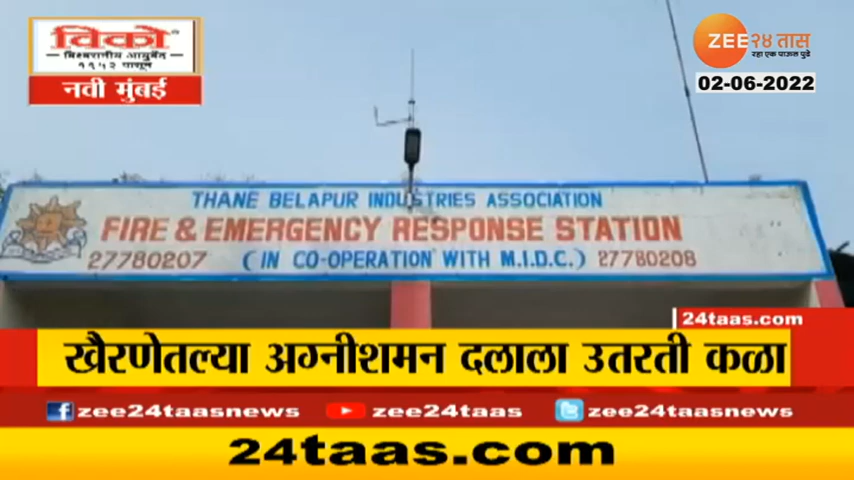 विको
विश्वसनीय आयुर्वेद
१९५२ पासून
नवी मुंबई
ZEE २४ तास
रहा एक पाऊल पुढे
02-06-2022
THANE BELAPUR INDUSTRIES ASSOCIATION
FIRE & EMERGENCY RESPONSE STATION
27780207 (IN CO-OPERATION WITH M.I.D.C.) 27780208
24taas.com
खैरणेतल्या अग्नीशमन दलाला उतरती कळा
zee24taasnews zee24taas zee24taasnews
24taas.com